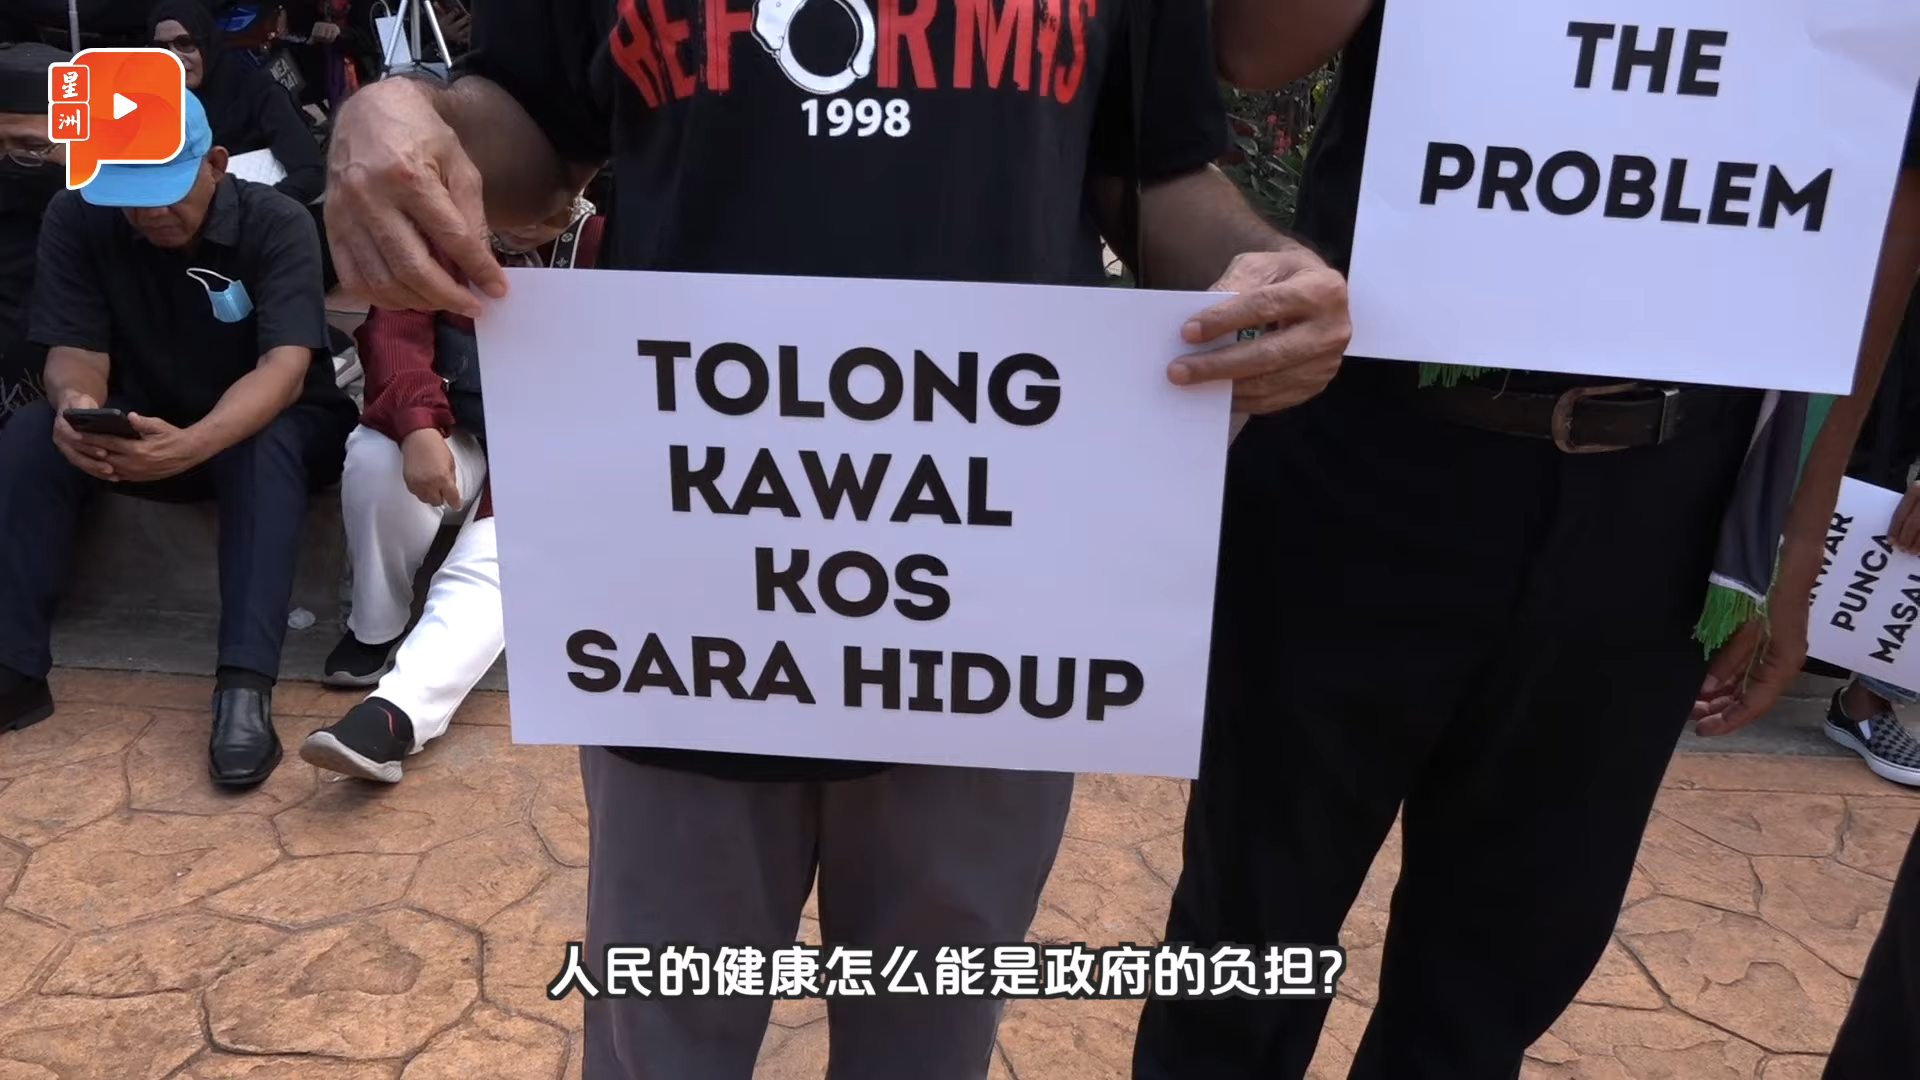 星
洲
REFORMIS
1998
THE
PROBLEM
TOLONG
KAWAL
KOS
SARA HIDUP
PUNCA
人民的健康怎么能是政府的负担?